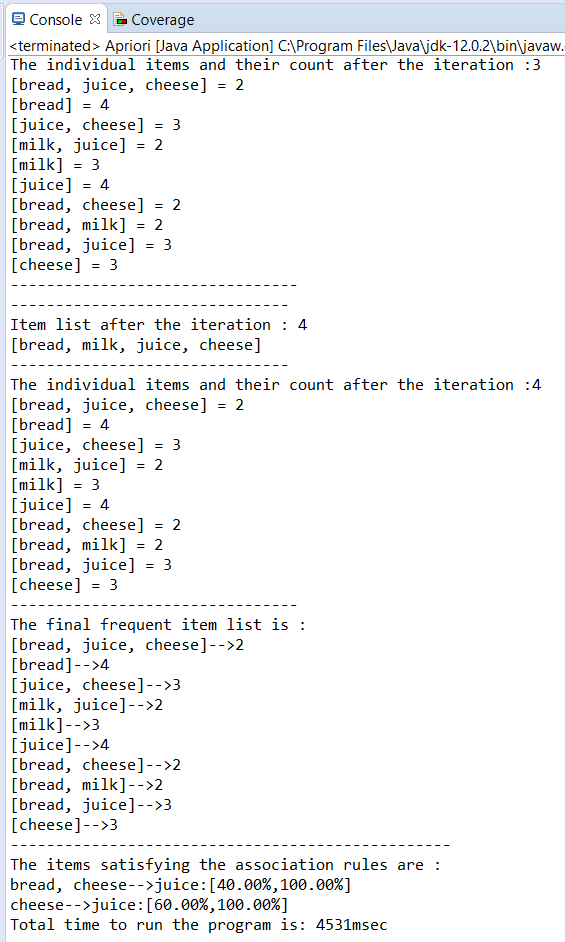 Console Coverage
<terminated> Apriori [Java Application] C:\Program Files\Java\jdk-12.0.2\bin\javaw.
The individual items and their count after the iteration :3
[bread, juice, cheese] = 2
[bread] = 4
[juice, cheese] = 3
[milk, juice] = 2
[milk] = 3
[juice] = 4
[bread, cheese] = 2
[bread, milk] = 2
[bread, juice] = 3
[cheese] = 3
--------------------------------
-------------------------------
Item list after the iteration : 4
[bread, milk, juice, cheese]
-------------------------------
The individual items and their count after the iteration :4
[bread, juice, cheese] = 2
[bread] = 4
[juice, cheese] = 3
[milk, juice] = 2
[milk] = 3
[juice] = 4
[bread, cheese] = 2
[bread, milk] = 2
[bread, juice] = 3
[cheese] = 3
--------------------------------
The final frequent item list is :
[bread, juice, cheese]-->2
[bread]-->4
[juice, cheese]-->3
[milk, juice]-->2
[milk]-->3
[juice]-->4
[bread, cheese]-->2
[bread, milk]-->2
[bread, juice]-->3
[cheese]-->3
-------------------------------------------------
The items satisfying the association rules are :
bread, cheese-->juice:[40.00%,100.00%]
cheese-->juice:[60.00%,100.00%]
Total time to run the program is: 4531msec